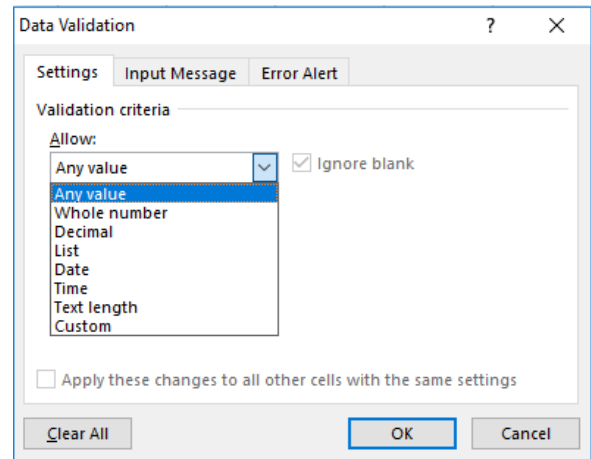 Data Validation ?
Settings Input Message Error Alert
Validation criteria
Allow:
Any value Ignore blank
Any value
Whole number
Decimal
List
Date
Time
Text length
Custom
Apply these changes to all other cells with the same settings
Clear All OK Cancel